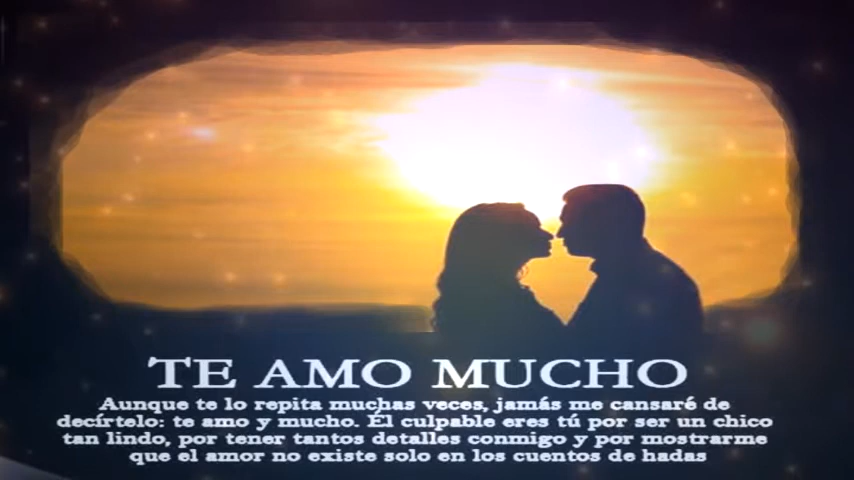 TE AMO MUCHO
Aunque te lo repita muchas veces, jamás me cansaré de
decírtelo: te amo y mucho. El culpable eres tú por ser un chico
tan lindo, por tener tantos detalles conmigo y por mostrarme
que el amor no existe solo en los cuentos de hadas